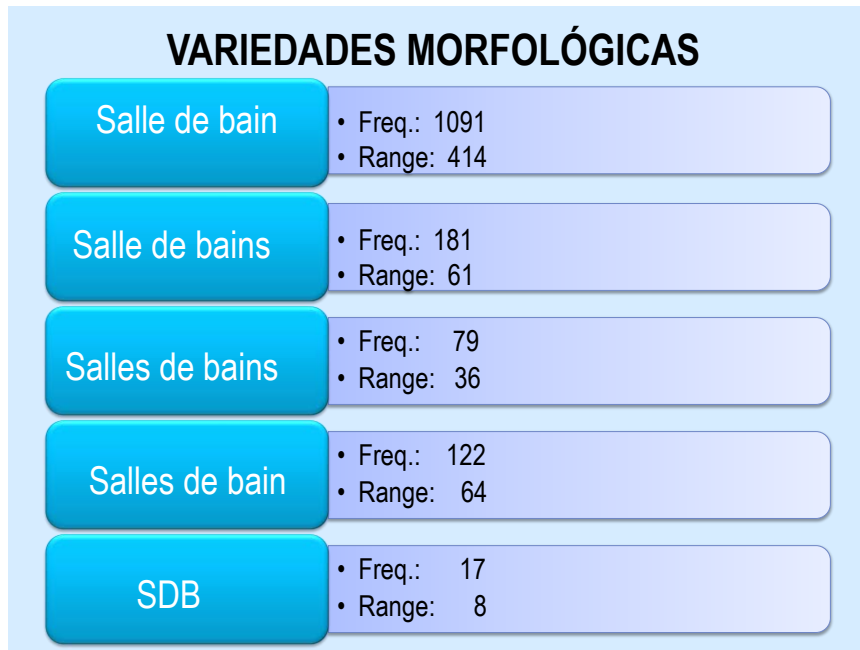 VARIEDADES MORFOLÓGICAS
Salle de bain
• Freq.: 1091
• Range: 414
Salle de bains
• Freq.: 181
• Range: 61
Salles de bains
• Freq.: 79
• Range: 36
Salles de bain
• Freq.: 122
• Range: 64
SDB
• Freq.: 17
• Range: 8